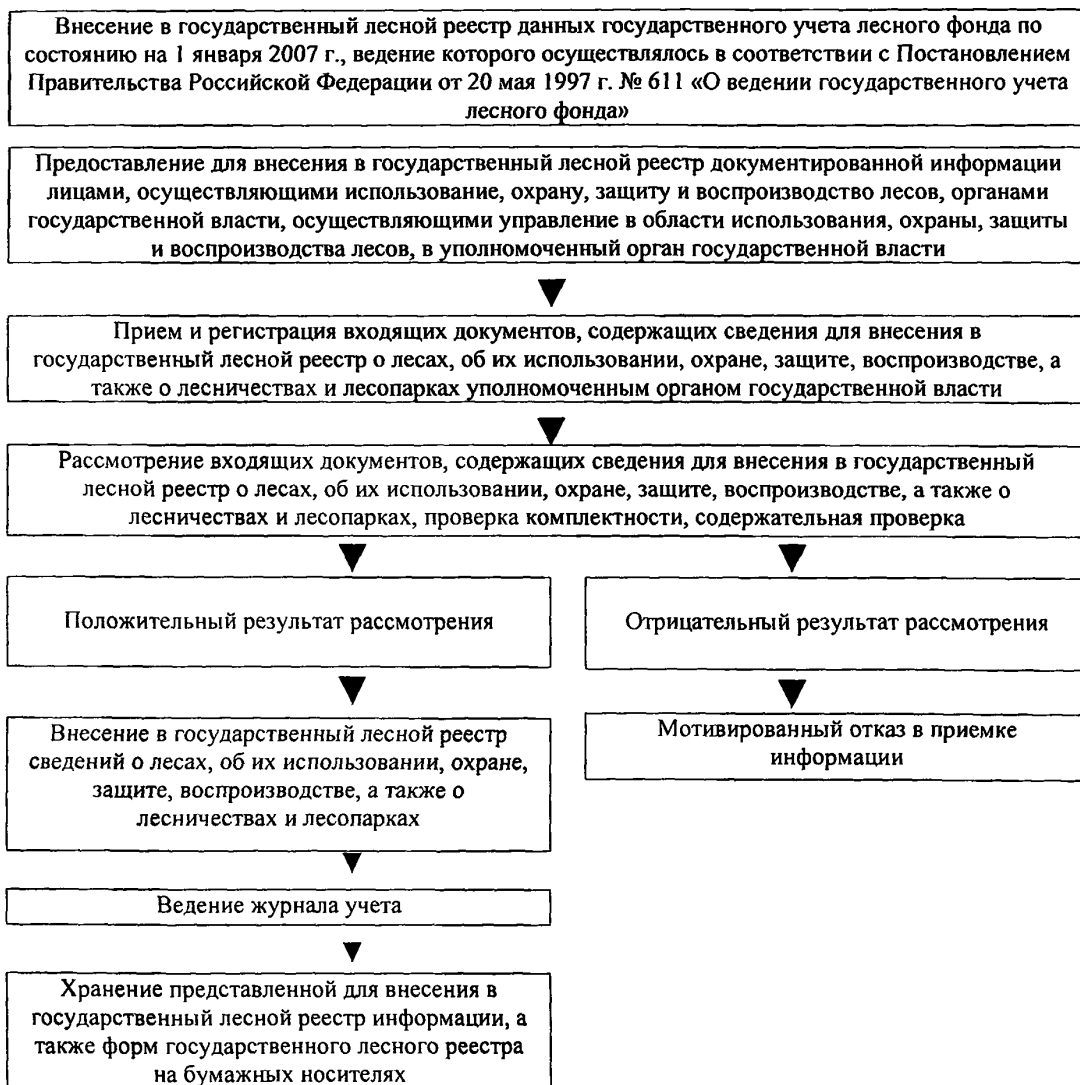 Внесение в государственный лесной реестр данных государственного учета лесного фонда по
состоянию на 1 января 2007 г., ведение которого осуществлялось в соответствии с Постановлением
Правительства Российской Федерации от 20 мая 1997 г. № 611 «О ведении государственного учета
лесного фонда»
Предоставление для внесения в государственный лесной реестр документированной информации
лицами, осуществляющими использование, охрану, защиту и воспроизводство лесов, органами
государственной власти, осуществляющими управление в области использования, охраны, защиты
и воспроизводства лесов, в уполномоченный орган государственной власти
Прием и регистрация входящих документов, содержащих сведения для внесения в
государственный лесной реестр о лесах, об их использовании, охране, защите, воспроизводстве, а
также о лесничествах и лесопарках уполномоченным органом государственной власти
Рассмотрение входящих документов, содержащих сведения для внесения в государственный
лесной реестр о лесах, об их использовании, охране, защите, воспроизводстве, а также о
лесничествах и лесопарках, проверка комплектности, содержательная проверка
Положительный результат рассмотрения
Отрицательный результат рассмотрения
Внесение в государственный лесной реестр
сведений о лесах, об их использовании, охране,
защите, воспроизводстве, а также о
лесничествах и лесопарках
Мотивированный отказ в приемке
информации
Ведение журнала учета
Хранение представленной для внесения в
государственный лесной реестр информации, а
также форм государственного лесного реестра
на бумажных носителях